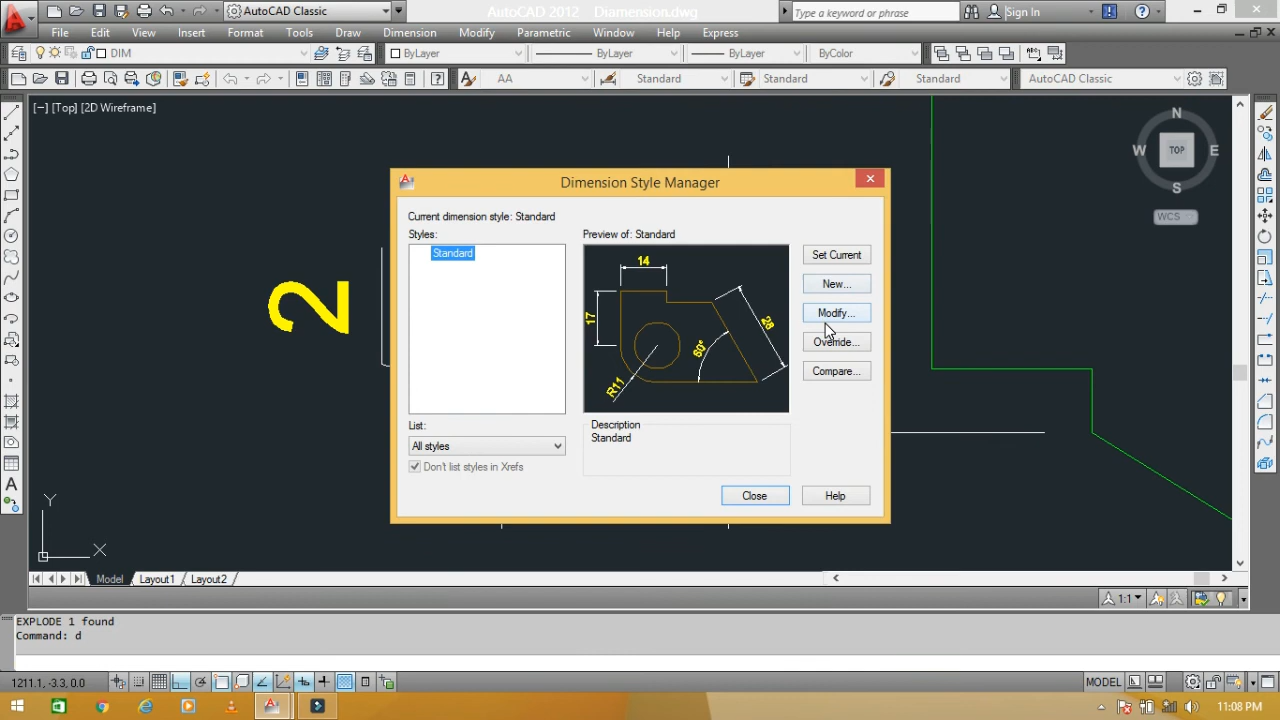 AutoCAD Classic
AutoCAD 2012 Diamension.dwg
Type a keyword or phrase
Sign In
File Edit View Insert Format Tools Draw Dimension Modify Parametric Window Help Express
DIM
ByLayer
ByLayer
ByLayer
ByColor
AA
Standard
Standard
Standard
AutoCAD Classic
[−] [Top] [2D Wireframe]
N
W TOP E
S
WCS
2
Dimension Style Manager
Current dimension style: Standard
Styles:
Standard
Preview of: Standard
14
17
28
60°
R11
Set Current
New...
Modify...
Override...
Compare...
List:
All styles
Don't list styles in Xrefs
Description
Standard
Close
Help
Y
X
Model Layout1 Layout2
1:1
EXPLODE 1 found
Command: d
1211.1, -3.3, 0.0
MODEL
11:08 PM